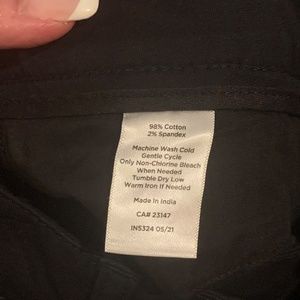 98% Cotton
2% Spandex
Machine Wash Cold
Gentle Cycle
Only Non-Chlorine Bleach
When Needed
Tumble Dry Low
Warm Iron If Needed
Made In India
CA# 23147
IN5324 05/21